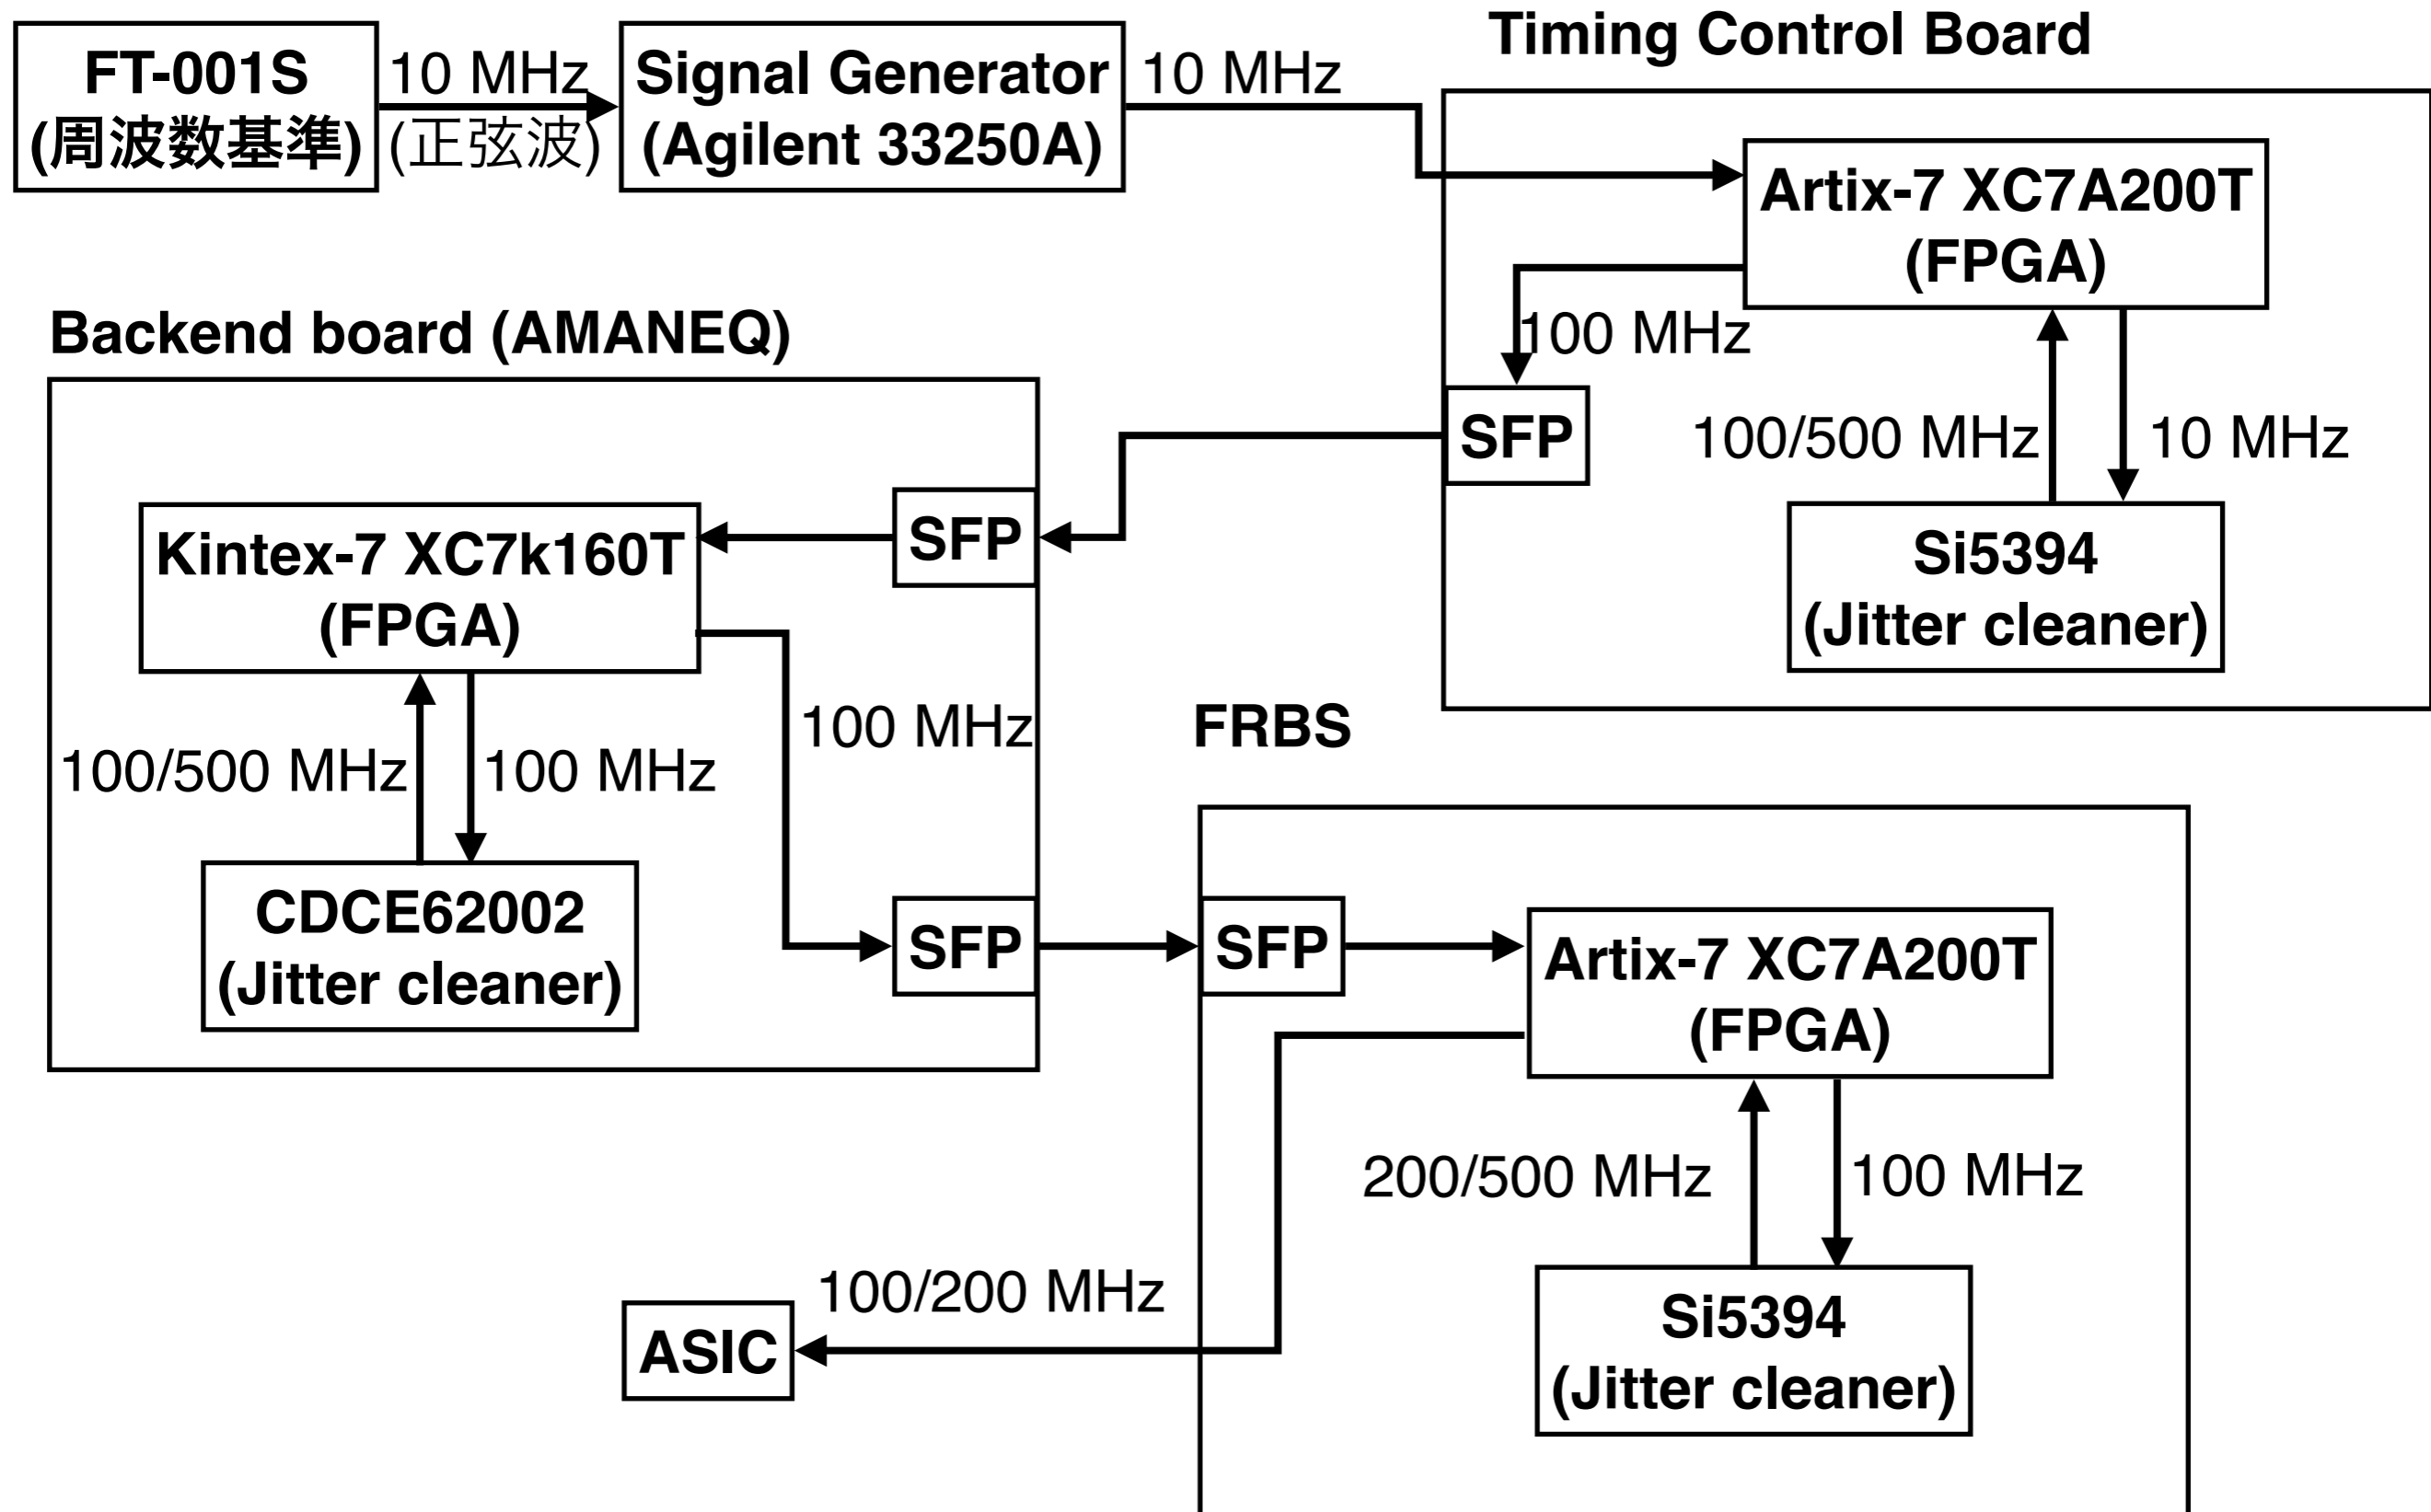 Timing Control Board
FT-001S
(周波数基準)
10 MHz
(正弦波)
Signal Generator
(Agilent 33250A)
10 MHz
Artix-7 XC7A200T
(FPGA)
100 MHz
SFP
100/500 MHz
10 MHz
Si5394
(Jitter cleaner)
Backend board (AMANEQ)
SFP
Kintex-7 XC7k160T
(FPGA)
100 MHz
100/500 MHz
100 MHz
CDCE62002
(Jitter cleaner)
SFP
FRBS
SFP
Artix-7 XC7A200T
(FPGA)
200/500 MHz
100 MHz
Si5394
(Jitter cleaner)
100/200 MHz
ASIC